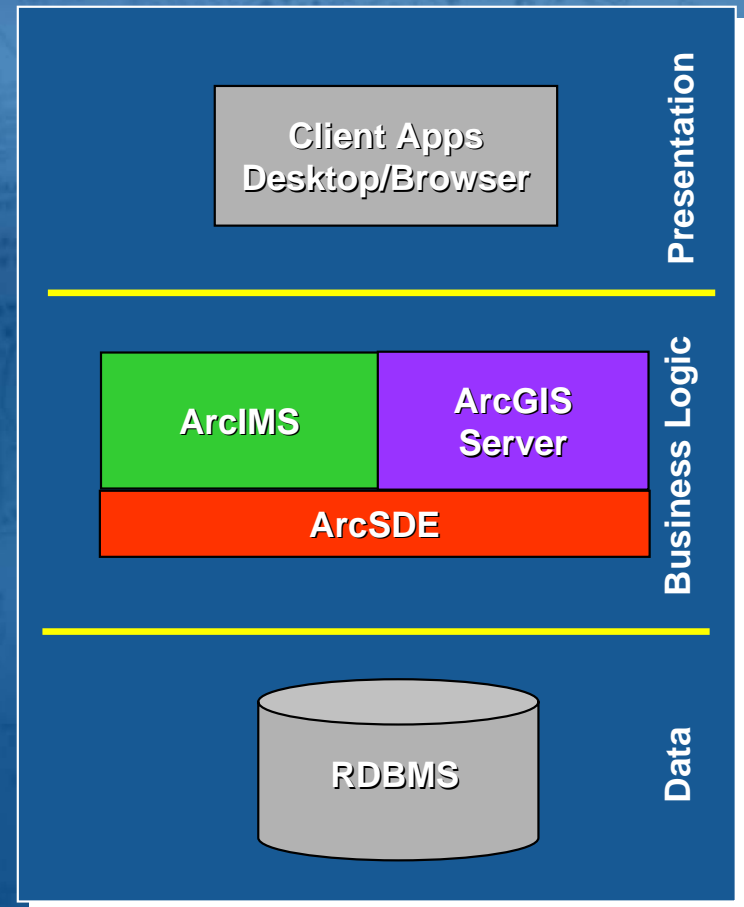 Client Apps
Desktop/Browser
Presentation
ArcIMS
ArcGIS
Server
ArcSDE
Business Logic
RDBMS
Data